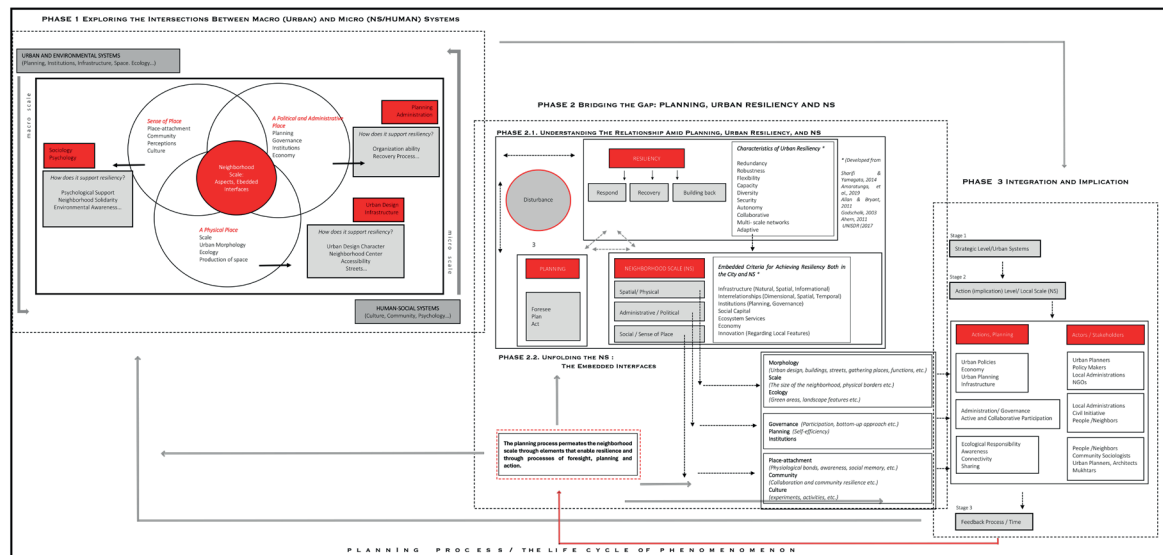 PHASE 1 EXPLORING THE INTERSECTIONS BETWEEN MACRO (URBAN) AND MICRO (NS/HUMAN) SYSTEMS
URBAN AND ENVIRONMENTAL SYSTEMS
(Planning, Institutions, Infrastructure, Space. Ecology...)
macro scale
Sense of Place
Place-attachment
Community
Perceptions
Culture
A Political and Administrative
Place
Planning
Governance
Institutions
Economy
Planning
Administration
How does it support resiliency?
Organization ability
Recovery Process...
Sociology
Psychology
How does it support resiliency?
Psychological Support
Neighborhood Solidarity
Environmental Awareness...
Neighborhood
Scale:
Aspects, Ebedded
Interfaces
Urban Design
Infrastructure
How does it support resiliency?
Urban Design Character
Neighborhood Center
Accessibility
Streets...
A Physical Place
Scale
Urban Morphology
Ecology
Production of space
micro scale
HUMAN-SOCIAL SYSTEMS
(Culture, Community, Psychology...)
PHASE 2 BRIDGING THE GAP: PLANNING, URBAN RESILIENCY AND NS
PHASE 2.1. UNDERSTANDING THE RELATIONSHIP AMID PLANNING, URBAN RESILIENCY, AND NS
RESILIENCY
Respond
Recovery
Building back
Disturbance
3
Characteristics of Urban Resiliency *
Redundancy
Robustness
Flexibility
Capacity
Diversity
Security
Autonomy
Collaborative
Multi- scale networks
Adaptive
* (Developed from
Sharifi &
Yamagata, 2014
Amaratunga, et
al., 2019
Allan & Bryant,
2011
Godschalk, 2003
Ahern, 2011
UNISDR)2017
PLANNING
Foresee
Plan
Act
NEIGHBORHOOD SCALE (NS)
Spatial/ Physical
Administrative / Political
Social / Sense of Place
Embedded Criteria for Achieving Resiliency Both in
the City and NS *
Infrastructure (Natural, Spatial, Informational)
Interrelationships (Dimensional, Spatial, Temporal)
Institutions (Planning, Governance)
Social Capital
Ecosystem Services
Economy
Innovation (Regarding Local Features)
PHASE 2.2. UNFOLDING THE NS :
THE EMBEDDED INTERFACES
Morphology
(Urban design, buildings, streets, gathering places, functions, etc.)
Scale
(The size of the neighborhood, physical borders etc.)
Ecology
(Green areas, landscape features etc.)
Governance (Participation, bottom-up approach etc.)
Planning (Self-efficiency)
Institutions
Place-attachment
(Physiological bonds, awareness, social memory, etc.)
Community
(Collaboration and community resilience etc.)
Culture
(experiments, activities, etc.)
The planning process permeates the neighborhood
scale through elements that enable resilience and
through processes of foresight, planning and
action.
PHASE 3 INTEGRATION AND IMPLICATION
Stage 1
Strategic Level/Urban Systems
Stage 2
Action (implication) Level/ Local Scale (NS)
Actions, Planning
Actors / Stakeholders
Urban Policies
Economy
Urban Planning
Infrastructure
Urban Planners
Policy Makers
Local Administrations
NGOs
Administration/ Governance
Active and Collaborative Participation
Local Administrations
Civil Initiative
People /Neighbors
Ecological Responsibility
Awareness
Connectivity
Sharing
People /Neighbors
Community Sociologists
Urban Planners, Architects
Mukhtars
Stage 3
Feedback Process / Time
PLANNING PROCESS/ THE LIFE CYCLE OF PHENOMENOMENON